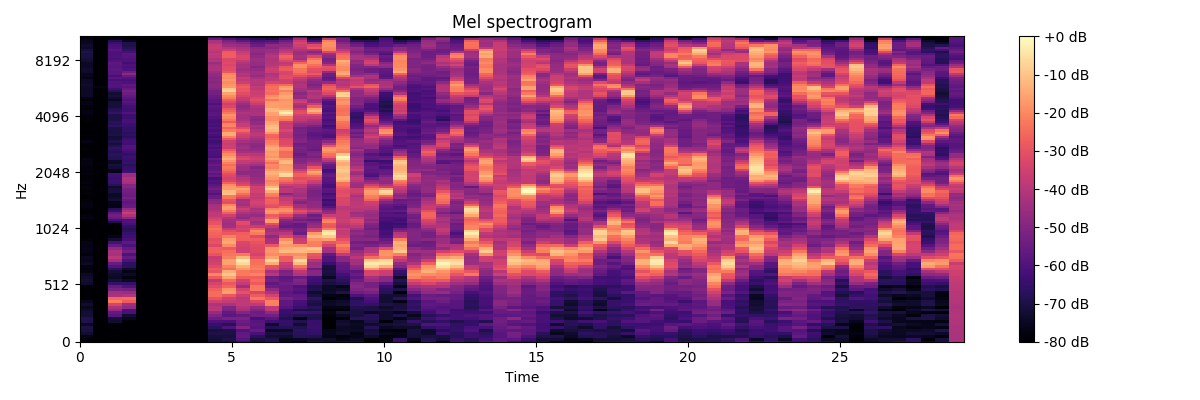 Mel spectrogram
Hz
8192
4096
2048
1024
512
0
0 5 10 15 20 25
Time
+0 dB
-10 dB
-20 dB
-30 dB
-40 dB
-50 dB
-60 dB
-70 dB
-80 dB